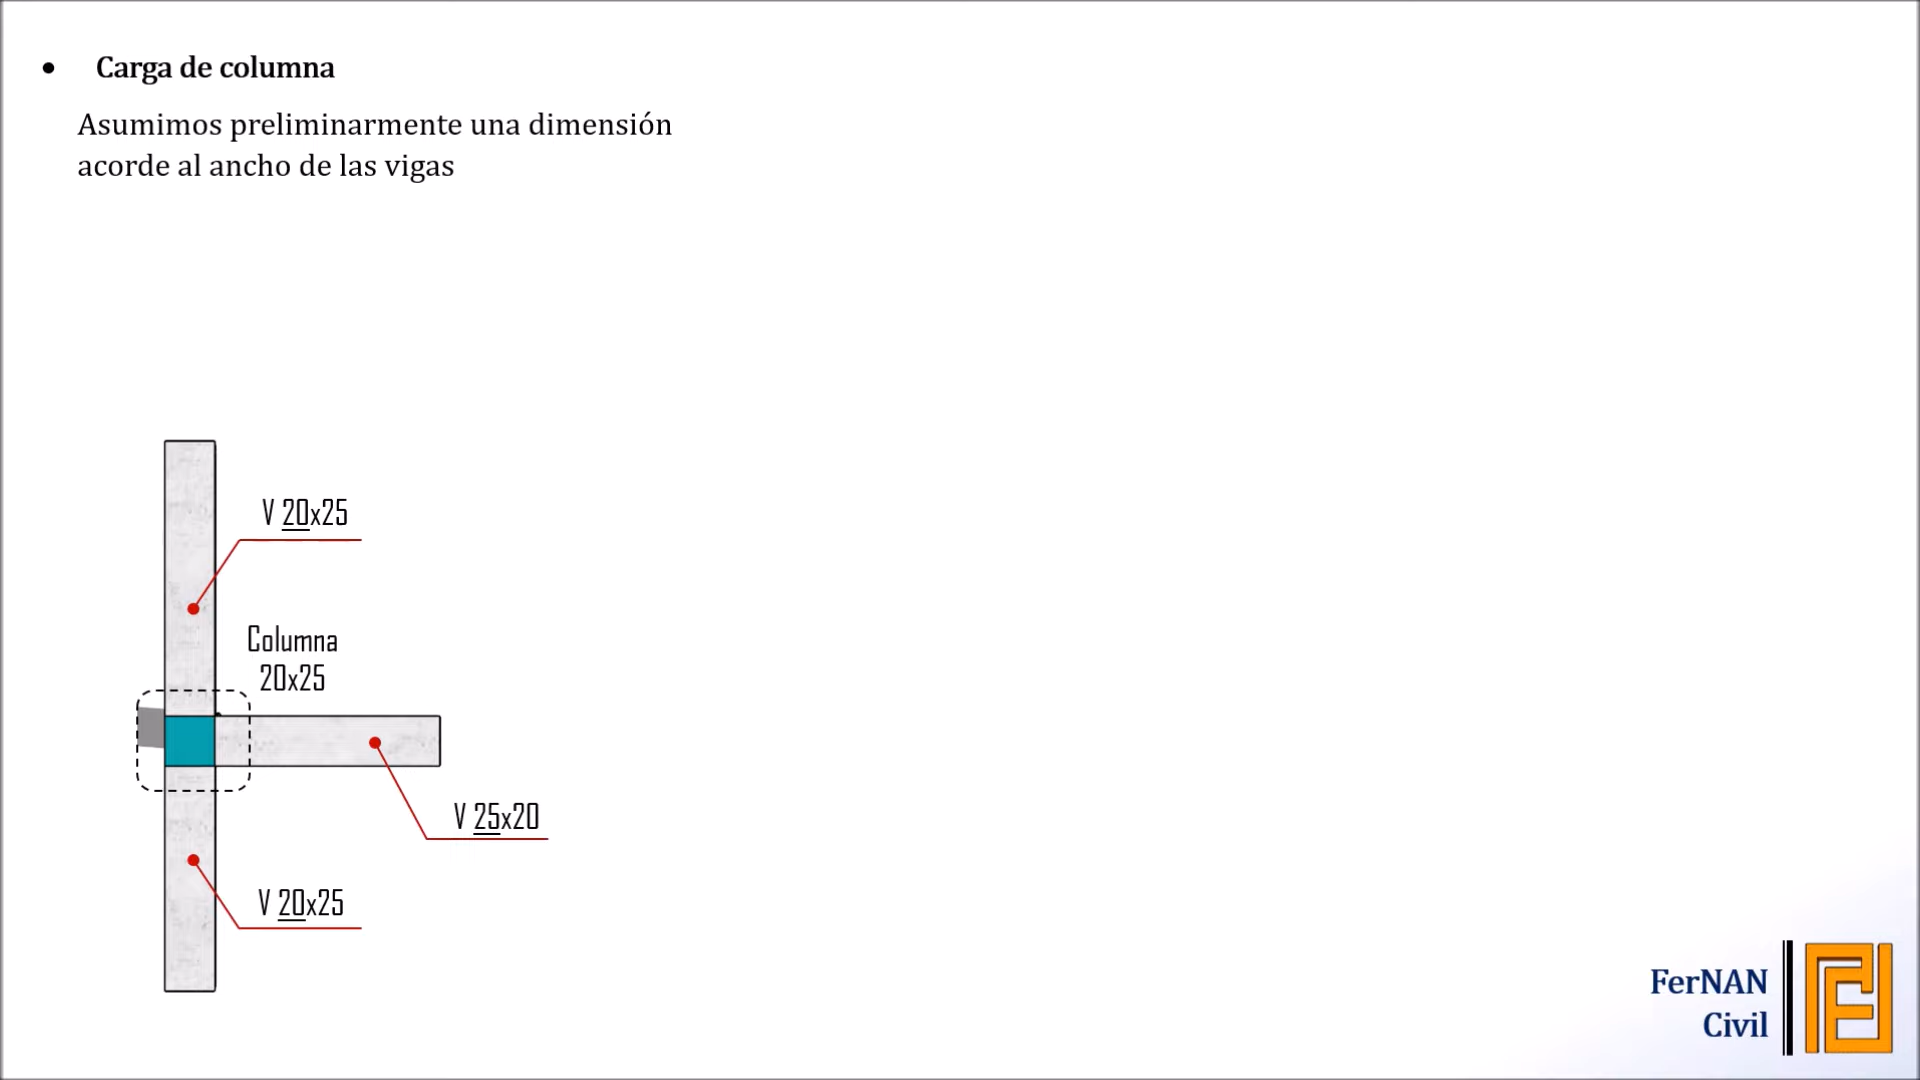 • Carga de columna
Asumimos preliminarmente una dimensión
acorde al ancho de las vigas
V 20x25
Columna
20x25
V 25x20
V 20x25
FerNAN
Civil